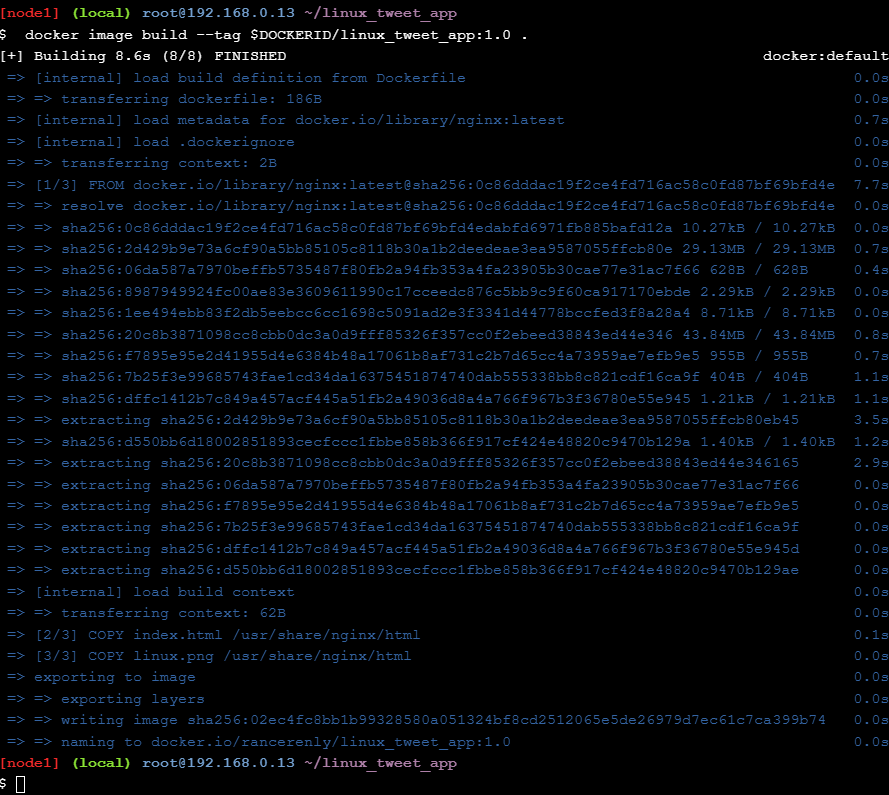 [node1] (local) root@192.168.0.13 ~/linux_tweet_app
$  docker image build --tag $DOCKERID/linux_tweet_app:1.0 .
[+] Building 8.6s (8/8) FINISHED docker:default
=> [internal] load build definition from Dockerfile 0.0s
=> => transferring dockerfile: 186B 0.0s
=> [internal] load metadata for docker.io/library/nginx:latest 0.7s
=> [internal] load .dockerignore 0.0s
=> => transferring context: 2B 0.0s
=> [1/3] FROM docker.io/library/nginx:latest@sha256:0c86dddac19f2ce4fd716ac58c0fd87bf69bfd4e 7.7s
=> => resolve docker.io/library/nginx:latest@sha256:0c86dddac19f2ce4fd716ac58c0fd87bf69bfd4e 0.0s
=> => sha256:0c86dddac19f2ce4fd716ac58c0fd87bf69bfd4edabfd6971fb885bafd12a 10.27kB / 10.27kB 0.0s
=> => sha256:2d429b9e73a6cf90a5bb85105c8118b30a1b2deedeae3ea9587055ffcb80e 29.13MB / 29.13MB 0.7s
=> => sha256:06da587a7970beffb5735487f80fb2a94fb353a4fa23905b30cae77e31ac7f66 628B / 628B 0.4s
=> => sha256:8987949924fc00ae83e3609611990c17cceedc876c5bb9c9f60ca917170ebde 2.29kB / 2.29kB 0.0s
=> => sha256:1ee494ebb83f2db5eebcc6cc1698c5091ad2e3f3341d44778bccfed3f8a28a4 8.71kB / 8.71kB 0.0s
=> => sha256:20c8b3871098cc8cbb0dc3a0d9fff85326f357cc0f2ebeed38843ed44e346 43.84MB / 43.84MB 0.8s
=> => sha256:f7895e95e2d41955d4e6384b48a17061b8af731c2b7d65cc4a73959ae7efb9e5 955B / 955B 0.7s
=> => sha256:7b25f3e99685743fae1cd34da16375451874740dab555338bb8c821cdf16ca9f 404B / 404B 1.1s
=> => sha256:dffc1412b7c849a457acf445a51fb2a49036d8a4a766f967b3f36780e55e945 1.21kB / 1.21kB 1.1s
=> => extracting sha256:2d429b9e73a6cf90a5bb85105c8118b30a1b2deedeae3ea9587055ffcb80eb45 3.5s
=> => sha256:d550bb6d18002851893cecfccc1fbbe858b366f917cf424e48820c9470b129a 1.40kB / 1.40kB 1.2s
=> => extracting sha256:20c8b3871098cc8cbb0dc3a0d9fff85326f357cc0f2ebeed38843ed44e346165 2.9s
=> => extracting sha256:06da587a7970beffb5735487f80fb2a94fb353a4fa23905b30cae77e31ac7f66 0.0s
=> => extracting sha256:f7895e95e2d41955d4e6384b48a17061b8af731c2b7d65cc4a73959ae7efb9e5 0.0s
=> => extracting sha256:7b25f3e99685743fae1cd34da16375451874740dab555338bb8c821cdf16ca9f 0.0s
=> => extracting sha256:dffc1412b7c849a457acf445a51fb2a49036d8a4a766f967b3f36780e55e945d 0.0s
=> => extracting sha256:d550bb6d18002851893cecfccc1fbbe858b366f917cf424e48820c9470b129ae 0.0s
=> [internal] load build context 0.0s
=> => transferring context: 62B 0.0s
=> [2/3] COPY index.html /usr/share/nginx/html 0.1s
=> [3/3] COPY linux.png /usr/share/nginx/html 0.0s
=> exporting to image 0.0s
=> => exporting layers 0.0s
=> => writing image sha256:02ec4fc8bb1b99328580a051324bf8cd2512065e5de26979d7ec61c7ca399b74 0.0s
=> => naming to docker.io/rancerenly/linux_tweet_app:1.0 0.0s
[node1] (local) root@192.168.0.13 ~/linux_tweet_app
$